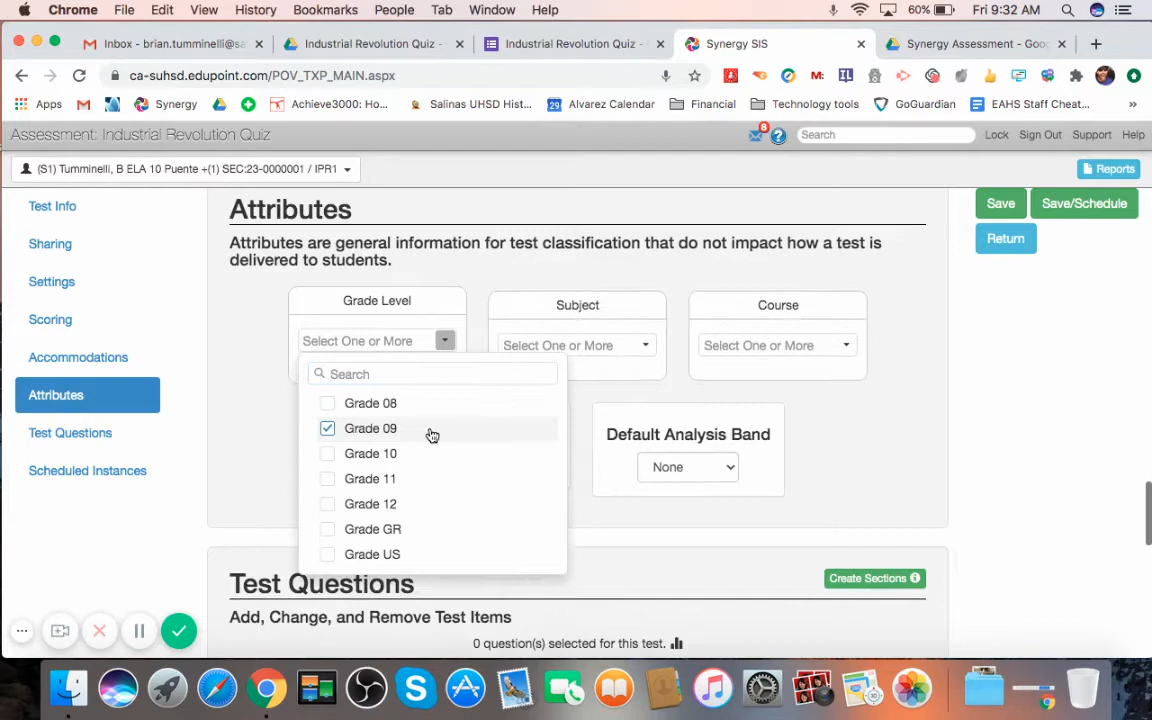 Chrome File Edit View History Bookmarks People Tab Window Help 60% Fri 9:32 AM
Inbox - brian.tumminelli@sa Industrial Revolution Quiz - Industrial Revolution Quiz - Synergy SIS Synergy Assessment - Goog
ca-suhsd.edupoint.com/POV_TXP_MAIN.aspx
Apps Synergy Achieve3000: Ho... Salinas UHSD Hist... 29 Alvarez Calendar Financial Technology tools GoGuardian EAHS Staff Cheat... »
Assessment: Industrial Revolution Quiz 8 Search Lock Sign Out Support Help
(S1) Tumminelli, B ELA 10 Puente +(1) SEC:23-0000001 / IPR1 Reports
Test Info
Sharing
Settings
Scoring
Accommodations
Attributes
Test Questions
Scheduled Instances
Attributes
Attributes are general information for test classification that do not impact how a test is
delivered to students.
Grade Level
Select One or More
Search
Grade 08
Grade 09
Grade 10
Grade 11
Grade 12
Grade GR
Grade US
Subject
Select One or More
Course
Select One or More
Default Analysis Band
None
Save Save/Schedule
Return
Test Questions Create Sections
Add, Change, and Remove Test Items
0 question(s) selected for this test.